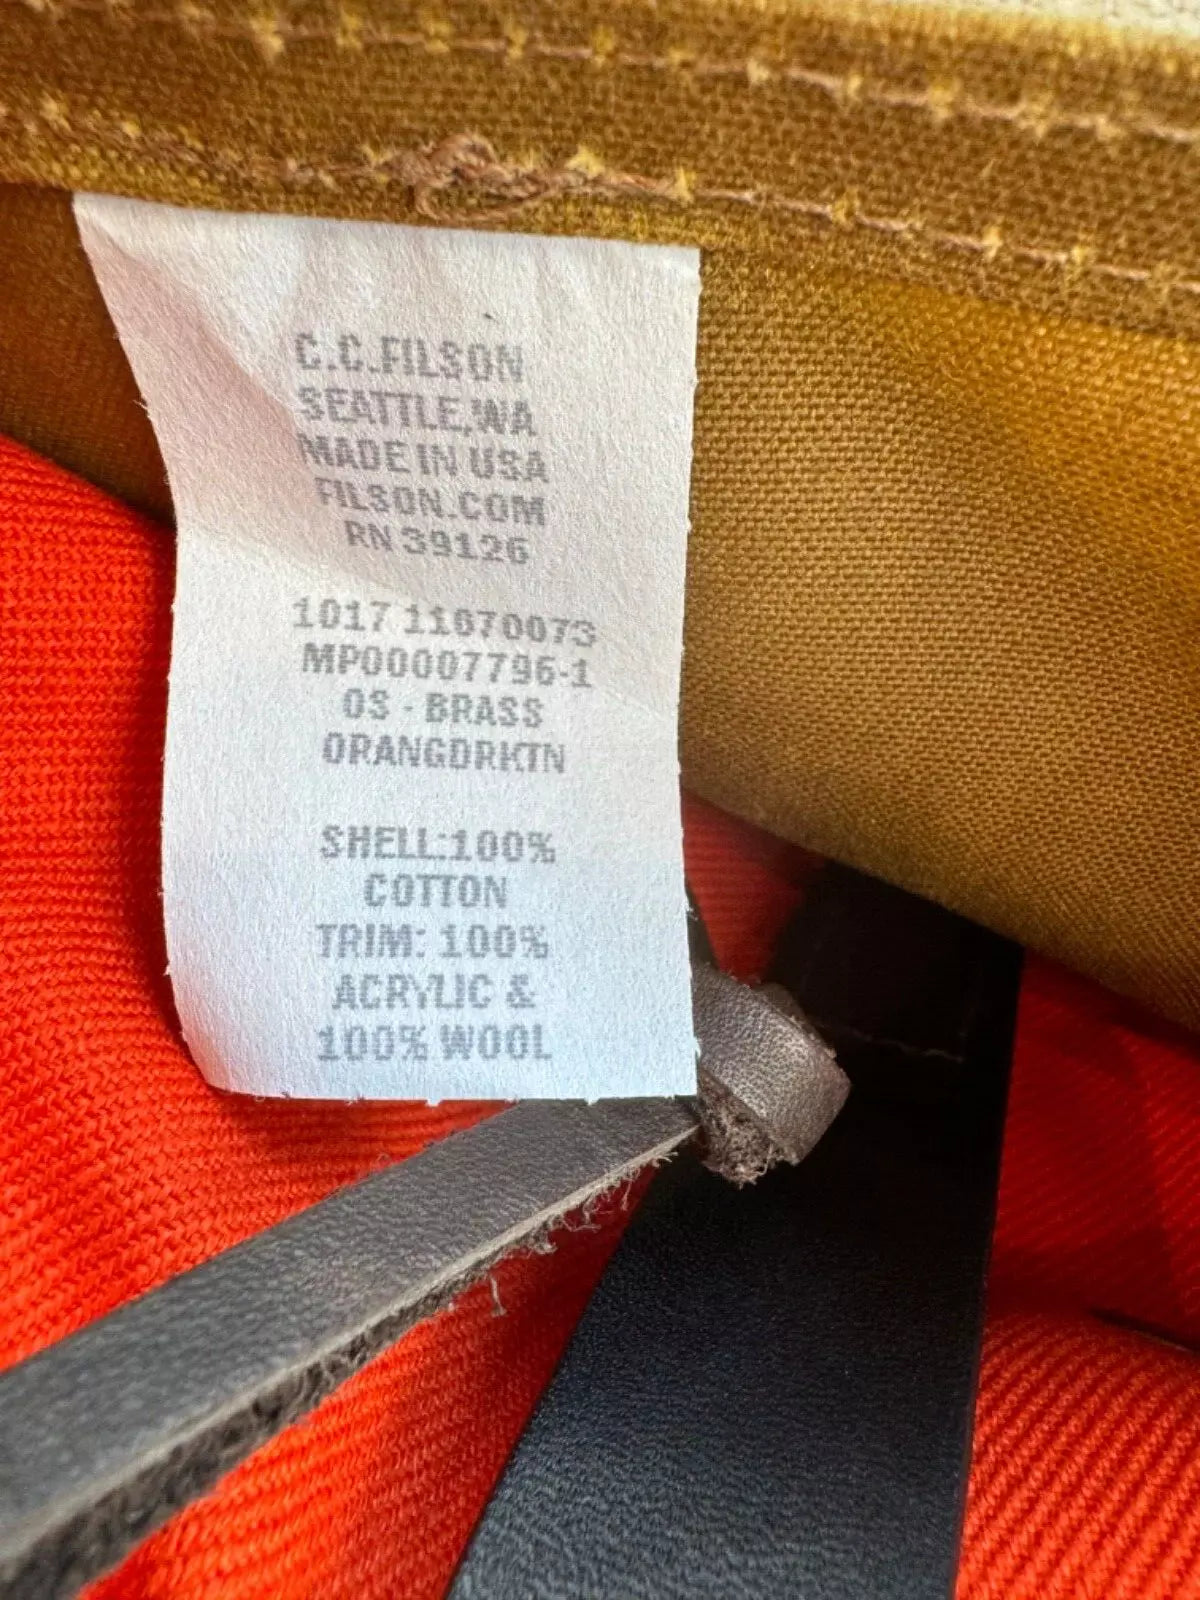 C.C.FILSON
SEATTLE,WA
MADE IN USA
FILSON.COM
RN 39126
1017 11070073
MP00007796-1
OS - BRASS
ORANGDRKTN
SHELL:100%
COTTON
TRIM: 100%
ACRYLIC &
100% WOOL